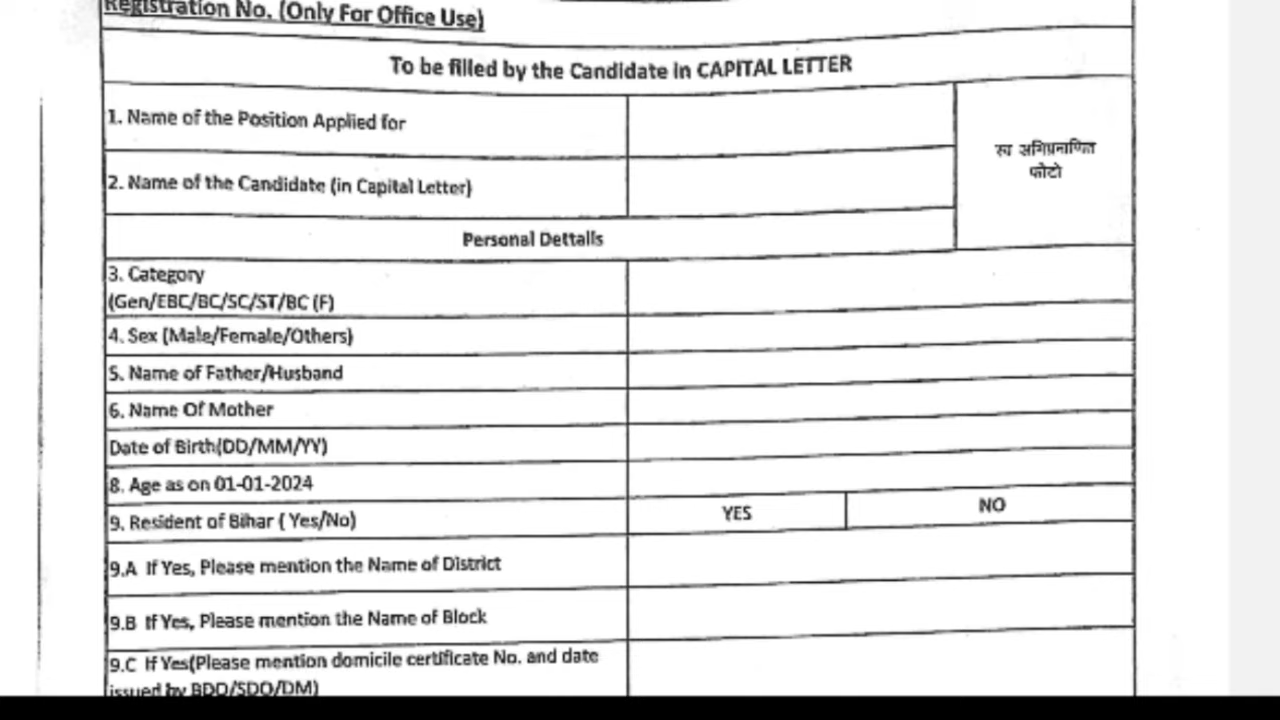 Registration No. (Only For Office Use)
To be filled by the Candidate in CAPITAL LETTER
1. Name of the Position Applied for
स्व अभिप्रमाणित
फोटो
2. Name of the Candidate (in Capital Letter)
Personal Dettails
3. Category
(Gen/EBC/BC/SC/ST/BC (F)
4. Sex (Male/Female/Others)
5. Name of Father/Husband
6. Name Of Mother
Date of Birth(DD/MM/YY)
8. Age as on 01-01-2024
9. Resident of Bihar ( Yes/No) YES NO
9.A If Yes, Please mention the Name of District
9.B If Yes, Please mention the Name of Block
9.C If Yes(Please mention domicile certificate No. and date
issued by BDO/SDO/DM)